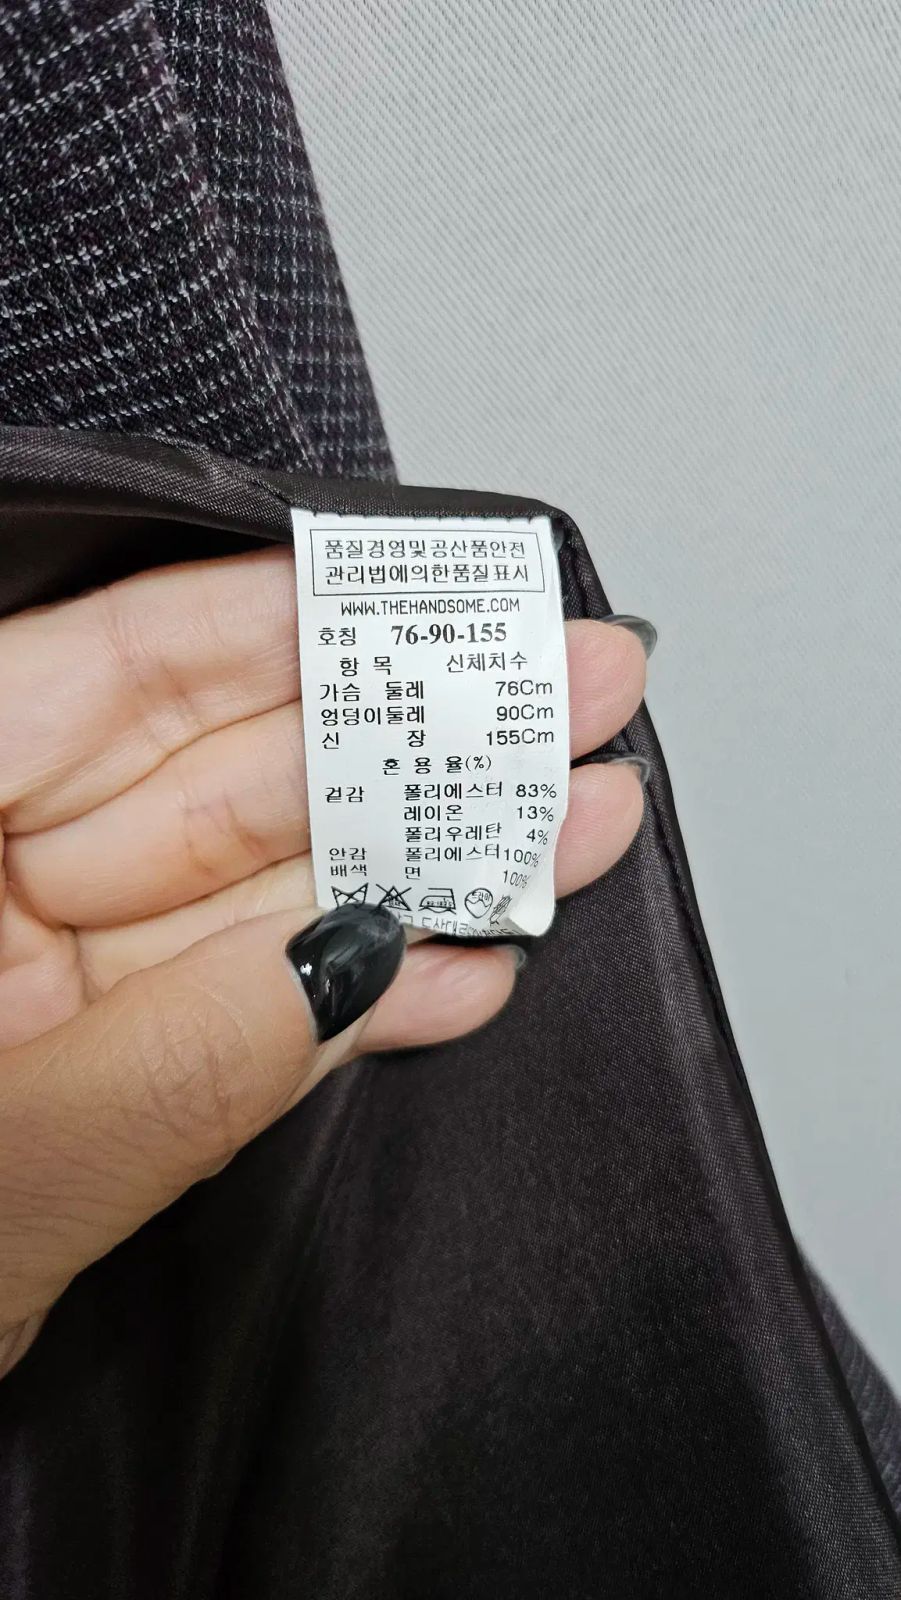 품질경영및공산품안전
관리법에의한품질표시
WWW.THEHANDSOME.COM
호칭 76-90-155
항 목 신체치수
가슴 둘레 76Cm
엉덩이둘레 90Cm
신 장 155Cm
혼 용 율(%)
겉감 폴리에스터 83%
레이온 13%
폴리우레탄 4%
안감 폴리에스터 100%
배색 면 100%
드라이